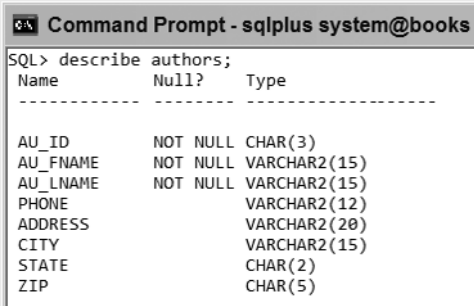 Command Prompt - sqlplus system@books
SQL> describe authors;
Name Null? Type
------------ -------- -------------------
AU_ID NOT NULL CHAR(3)
AU_FNAME NOT NULL VARCHAR2(15)
AU_LNAME NOT NULL VARCHAR2(15)
PHONE VARCHAR2(12)
ADDRESS VARCHAR2(20)
CITY VARCHAR2(15)
STATE CHAR(2)
ZIP CHAR(5)